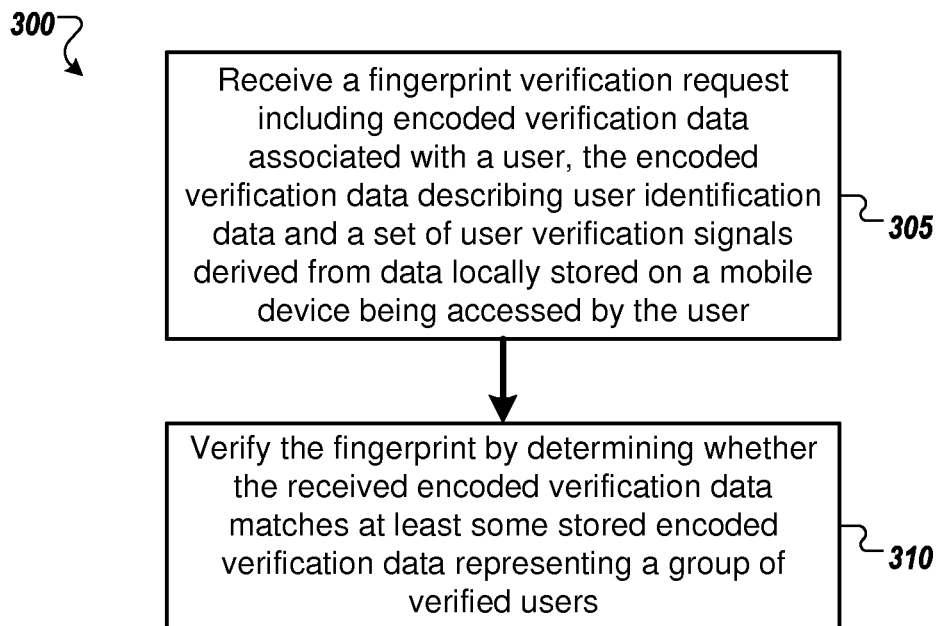 300
Receive a fingerprint verification request
including encoded verification data
associated with a user, the encoded
verification data describing user identification
data and a set of user verification signals
derived from data locally stored on a mobile
device being accessed by the user
305
Verify the fingerprint by determining whether
the received encoded verification data
matches at least some stored encoded
verification data representing a group of
verified users
310